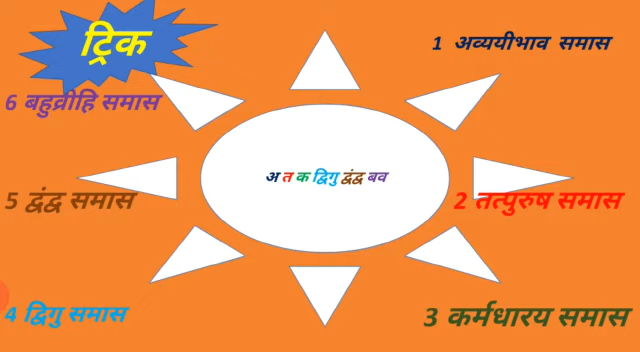 ट्रिक
1 अव्ययीभाव समास
6 बहुव्रीहि समास
अ त क द्विगु द्वंद्व बव
5 द्वंद्व समास
2 तत्पुरुष समास
4 द्विगु समास
3 कर्मधारय समास